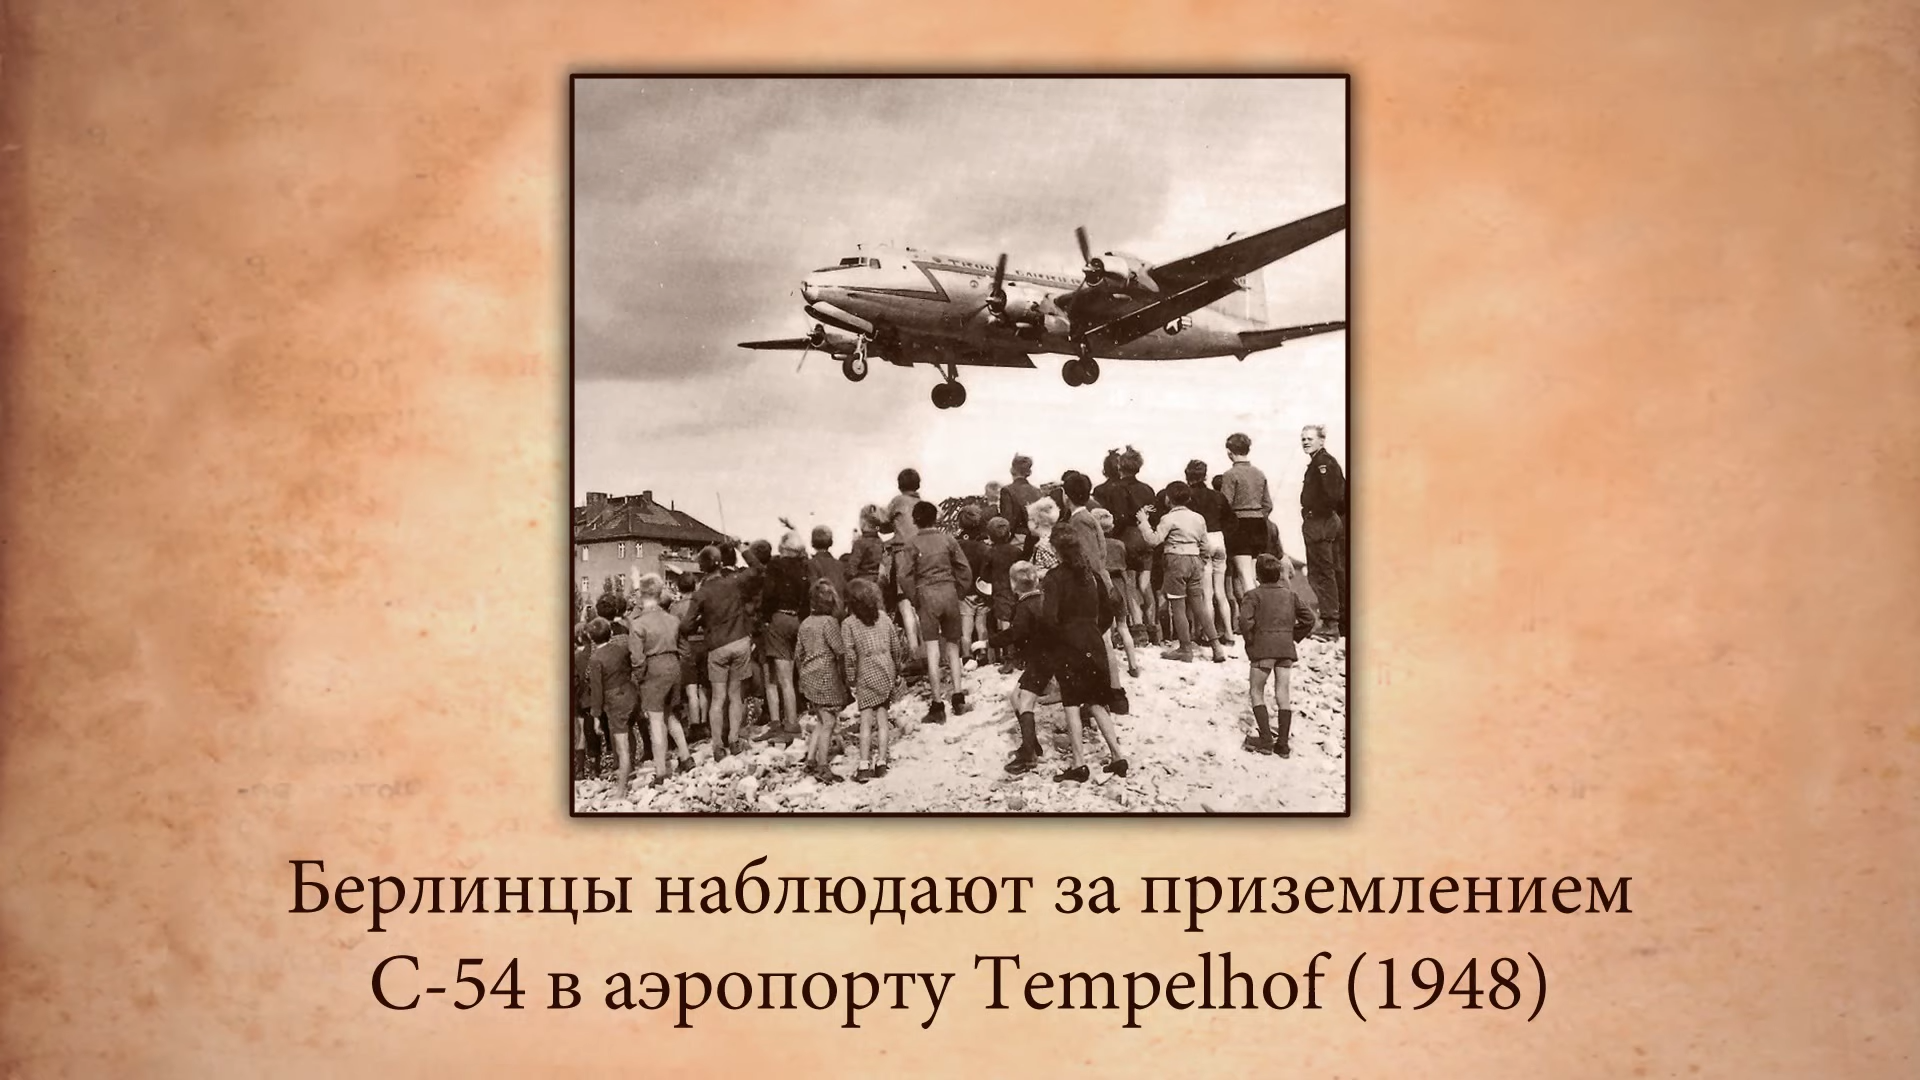 Берлинцы наблюдают за приземлением
С-54 в аэропорту Tempelhof (1948)